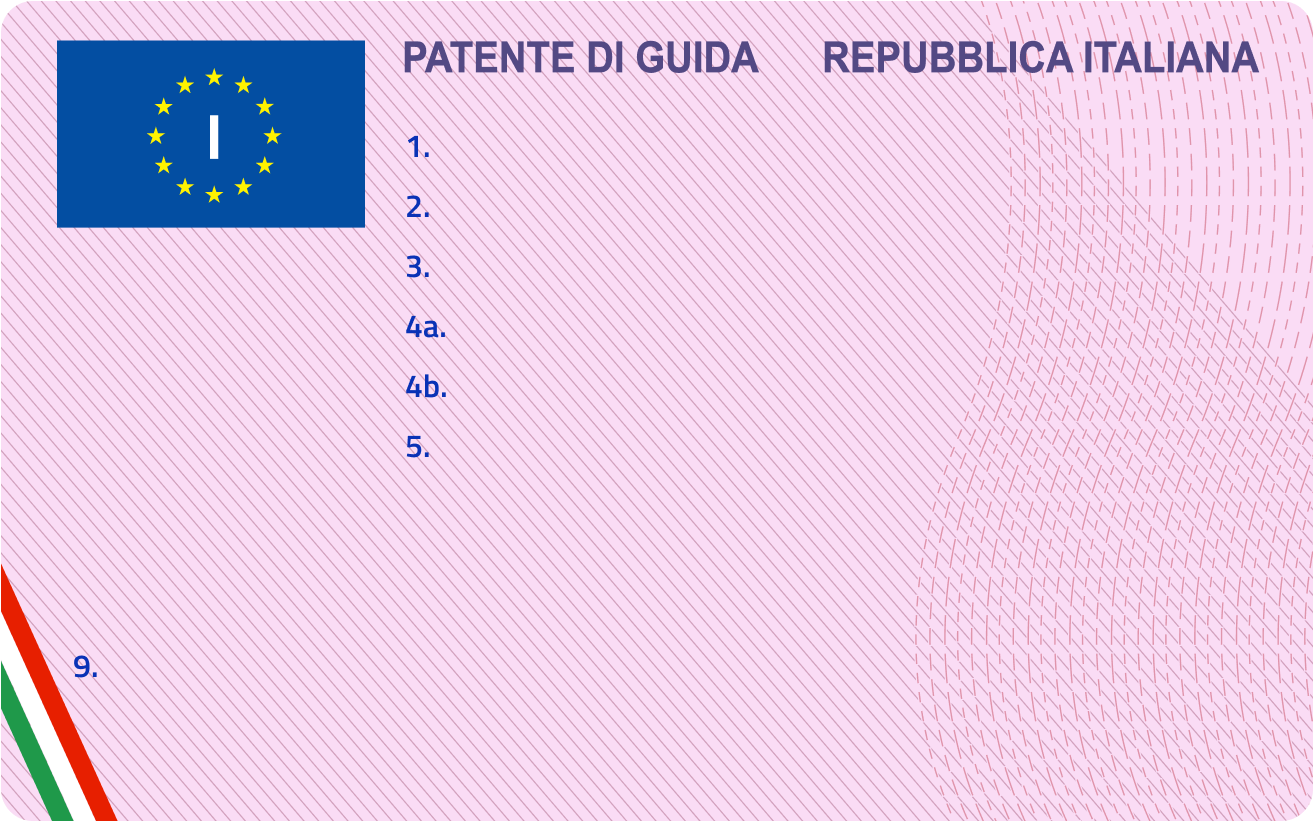 PATENTE DI GUIDA REPUBBLICA ITALIANA
I
1.
2.
3.
4a.
4b.
5.
9.